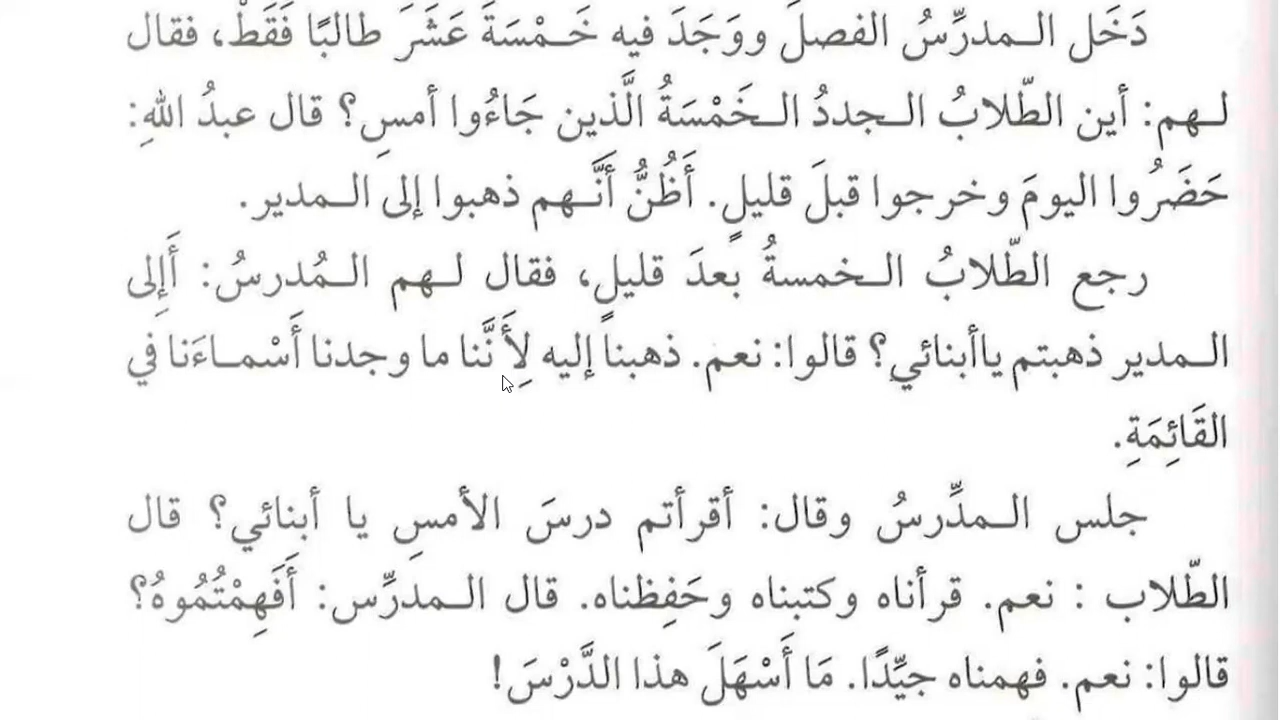 دَخَل الـمدرِّسُ الفصلَ ووَجَدَ فيه خَـمْسَةَ عَشَرَ طالبًا فَقَطْ، فقال
لـهم: أين الطّلابُ الـجددُ الـخَمْسَةُ الَّذين جَاءُوا أمسِ؟ قال عبدُ اللهِ:
حَضَرُوا اليومَ وخرجوا قبلَ قليلٍ. أَظُنُّ أَنَّـهم ذهبوا إلى الـمدير.
رجع الطّلابُ الـخمسةُ بعدَ قليلٍ، فقال لـهم الـمُدرسُ: أَإِلى
الـمدير ذهبتم ياأبنائي؟ قالوا: نعم. ذهبنا إليه لِأَنَّنا ما وجدنا أَسْمـاءَنا في
القَائِمَةِ.
جلس الـمدِّرسُ وقال: أقرأتم درسَ الأمسِ يا أبنائي؟ قال
الطّلاب : نعم. قرأناه وكتبناه وحَفِظناه. قال الـمدرِّس: أَفَهِمْتُمُوهُ؟
قالوا: نعم. فهمناه جيِّدًا. مَا أَسْهَلَ هذا الدَّرْسَ!